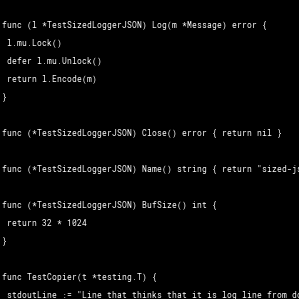 func (l *TestSizedLoggerJSON) Log(m *Message) error {
l.mu.Lock()
defer l.mu.Unlock()
return l.Encode(m)
}
func (*TestSizedLoggerJSON) Close() error { return nil }
func (*TestSizedLoggerJSON) Name() string { return "sized-js
func (*TestSizedLoggerJSON) BufSize() int {
return 32 * 1024
}
func TestCopier(t *testing.T) {
stdoutLine := "Line that thinks that it is log line from do